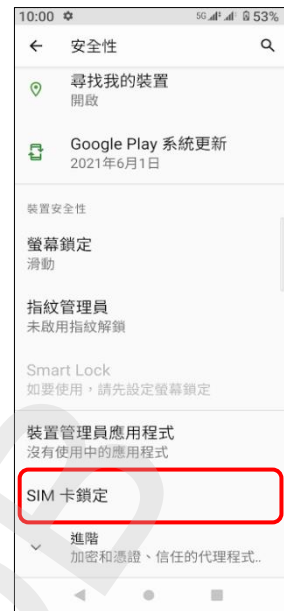 10:00 5G 53%
安全性
尋找我的裝置
開啟
Google Play 系統更新
2021年6月1日
裝置安全性
螢幕鎖定
滑動
指紋管理員
未啟用指紋解鎖
Smart Lock
如要使用，請先設定螢幕鎖定
裝置管理員應用程式
沒有使用中的應用程式
SIM 卡鎖定
進階
加密和憑證、信任的代理程式..